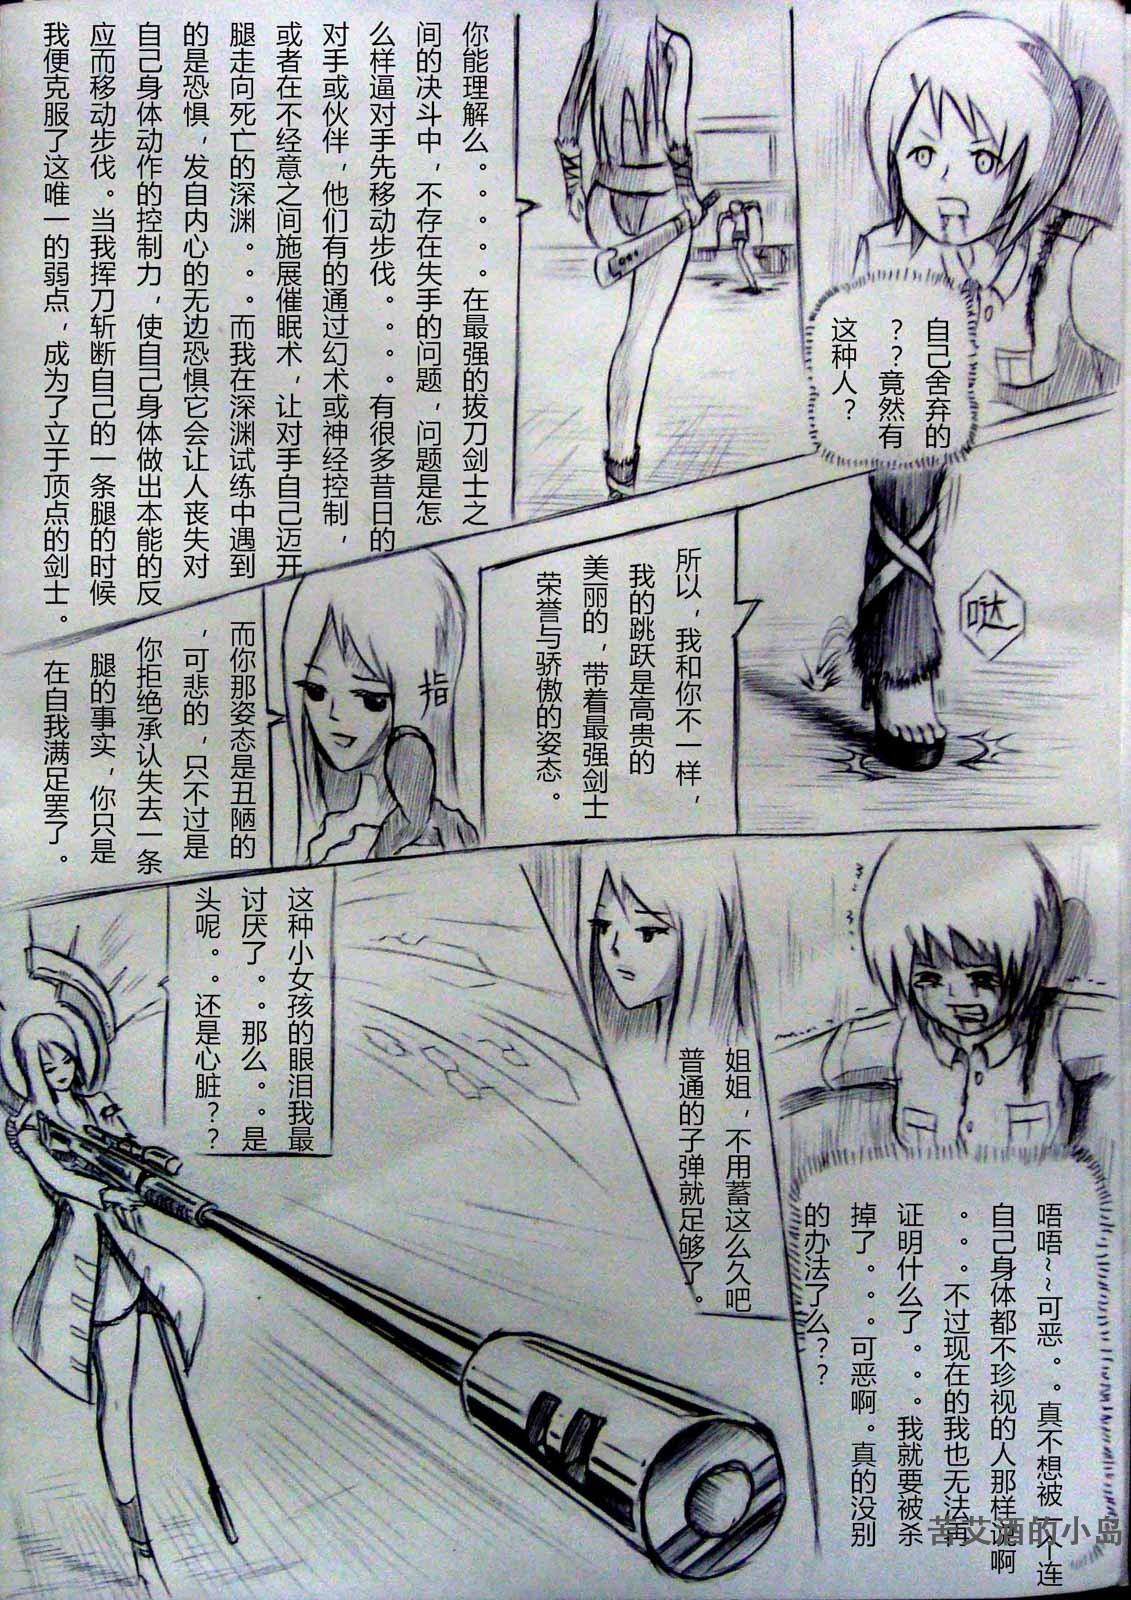 自己舍弃的
？？竟然有
这种人？
你能理解么。。。。。在最强的拔刀剑士之
间的决斗中，不存在失手的问题，问题是怎
么样逼对手先移动步伐。。。有很多昔日的
对手或伙伴，他们有的通过幻术或神经控制，
或者在不经意之间施展催眠术，让对手自己迈开
腿走向死亡的深渊。。。而我在深渊试练中遇到
的是恐惧，发自内心的无边恐惧它会让人丧失对
自己身体动作的控制力，使自己身体做出本能的反
应而移动步伐。当我挥刀斩断自己的一条腿的时候
我便克服了这唯一的弱点，成为了立于顶点的剑士。
哒
所以，我和你不一样，
我的跳跃是高贵的
美丽的，带着最强剑士
荣誉与骄傲的姿态。
指
而你那姿态是丑陋的
，可悲的，只不过是
你拒绝承认失去一条
腿的事实，你只是
在自我满足罢了。
唔唔~~可恶。。真不想被一个连
自己身体都不珍视的人那样说啊
。。。不过现在的我也无法再
证明什么了。。。我就要被杀
掉了。。。可恶啊。真的没别
的办法了么？？
姐姐，不用蓄这么久吧
普通的子弹就足够了。
这种小女孩的眼泪我最
讨厌了。。那么。。是
头呢。。还是心脏？？
苦艾酒的小岛